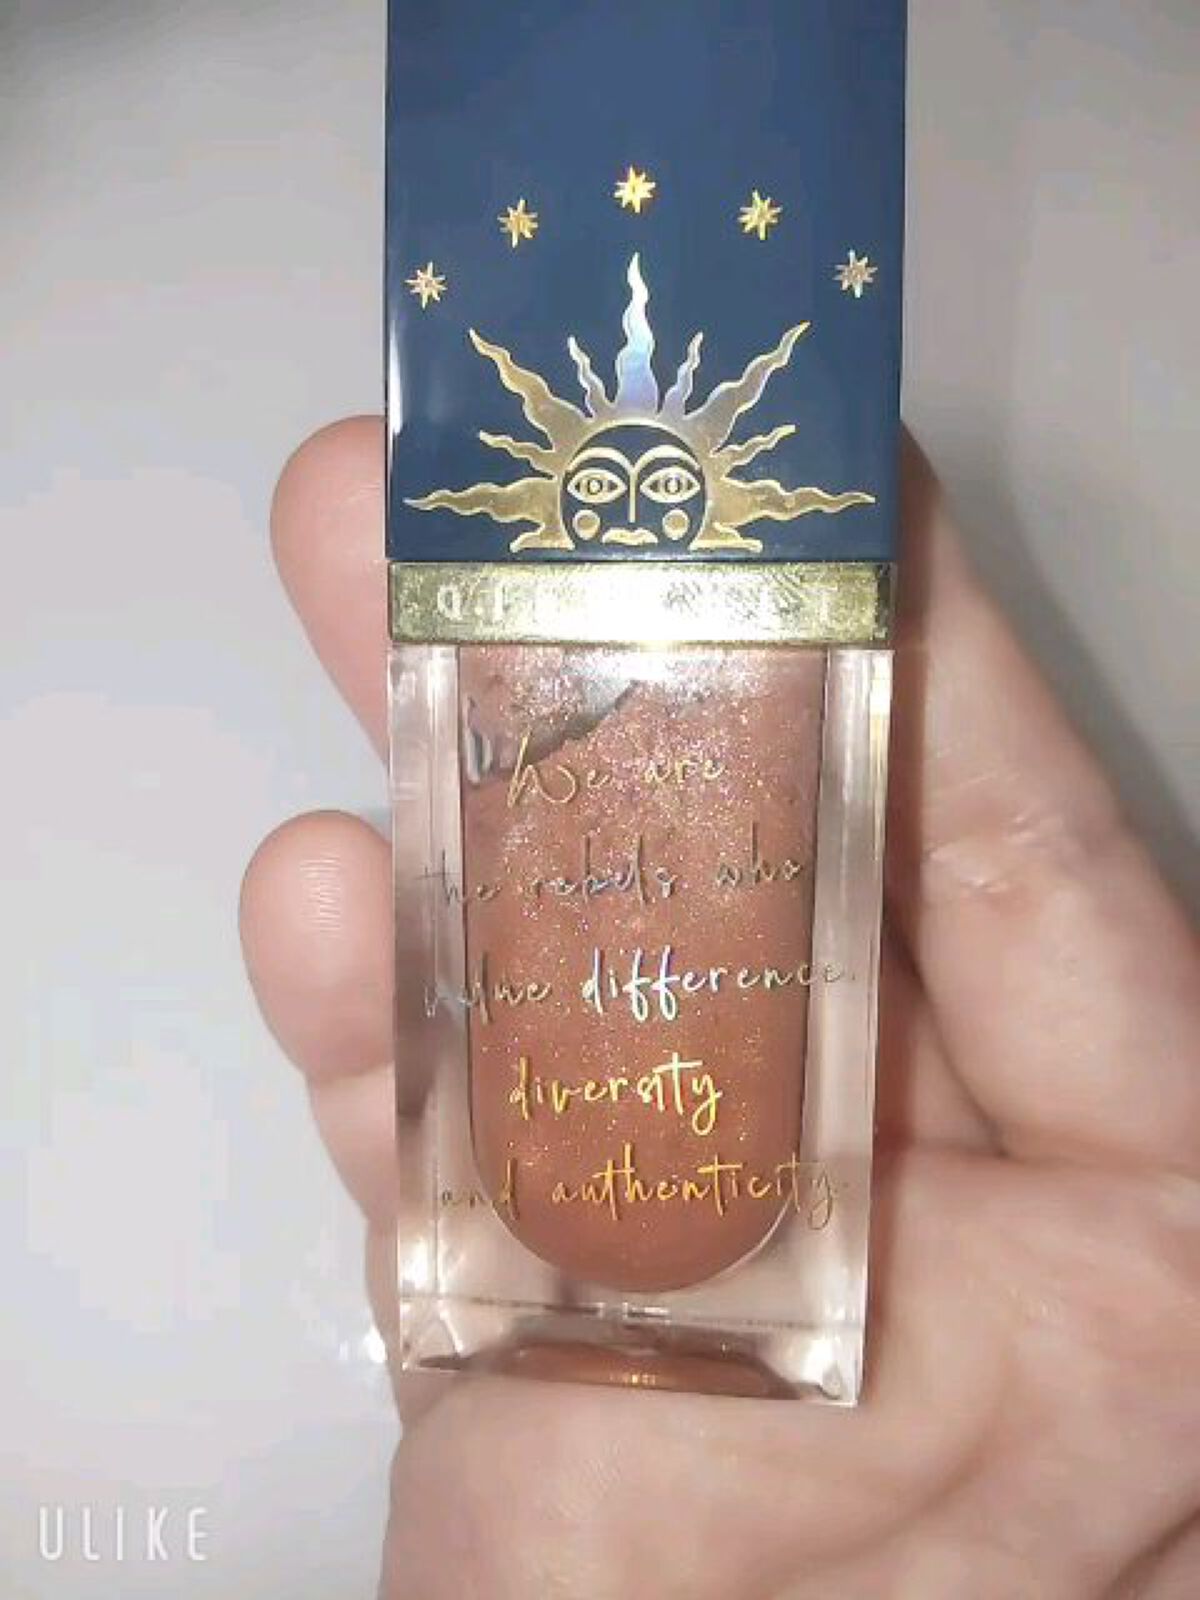 We are
the rebels who
value difference.
diversity
and authenticity.
ULIKE